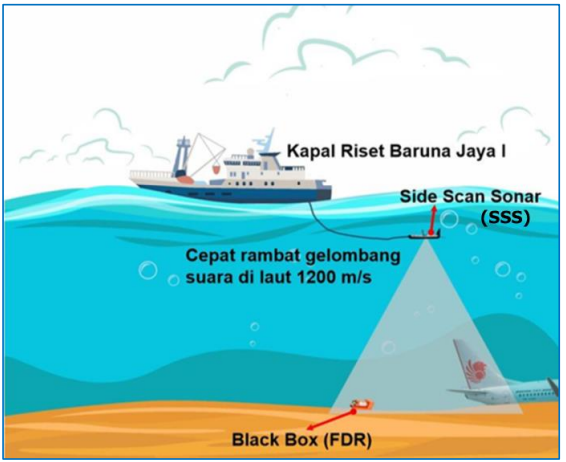 Kapal Riset Baruna Jaya I
Side Scan Sonar
(SSS)
Cepat rambat gelombang
suara di laut 1200 m/s
Black Box (FDR)